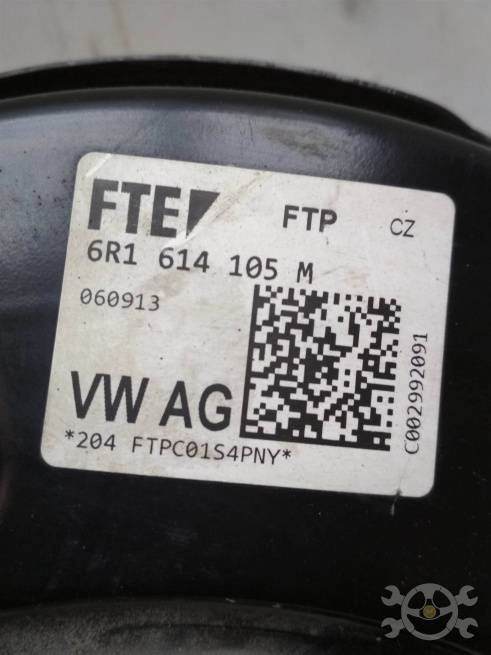 FTE FTP CZ
6R1 614 105 M
060913
VW AG
*204 FTPC01S4PNY*
C002992091